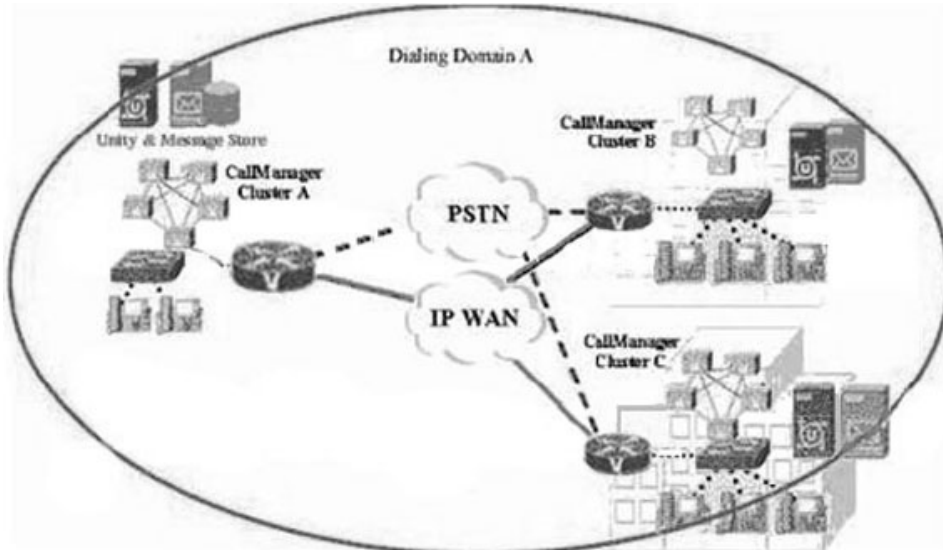 Dialing Domain A
Unity & Message Store
CallManager
Cluster A
CallManager
Cluster B
PSTN
V
V
IP WAN
CallManager
Cluster C
V